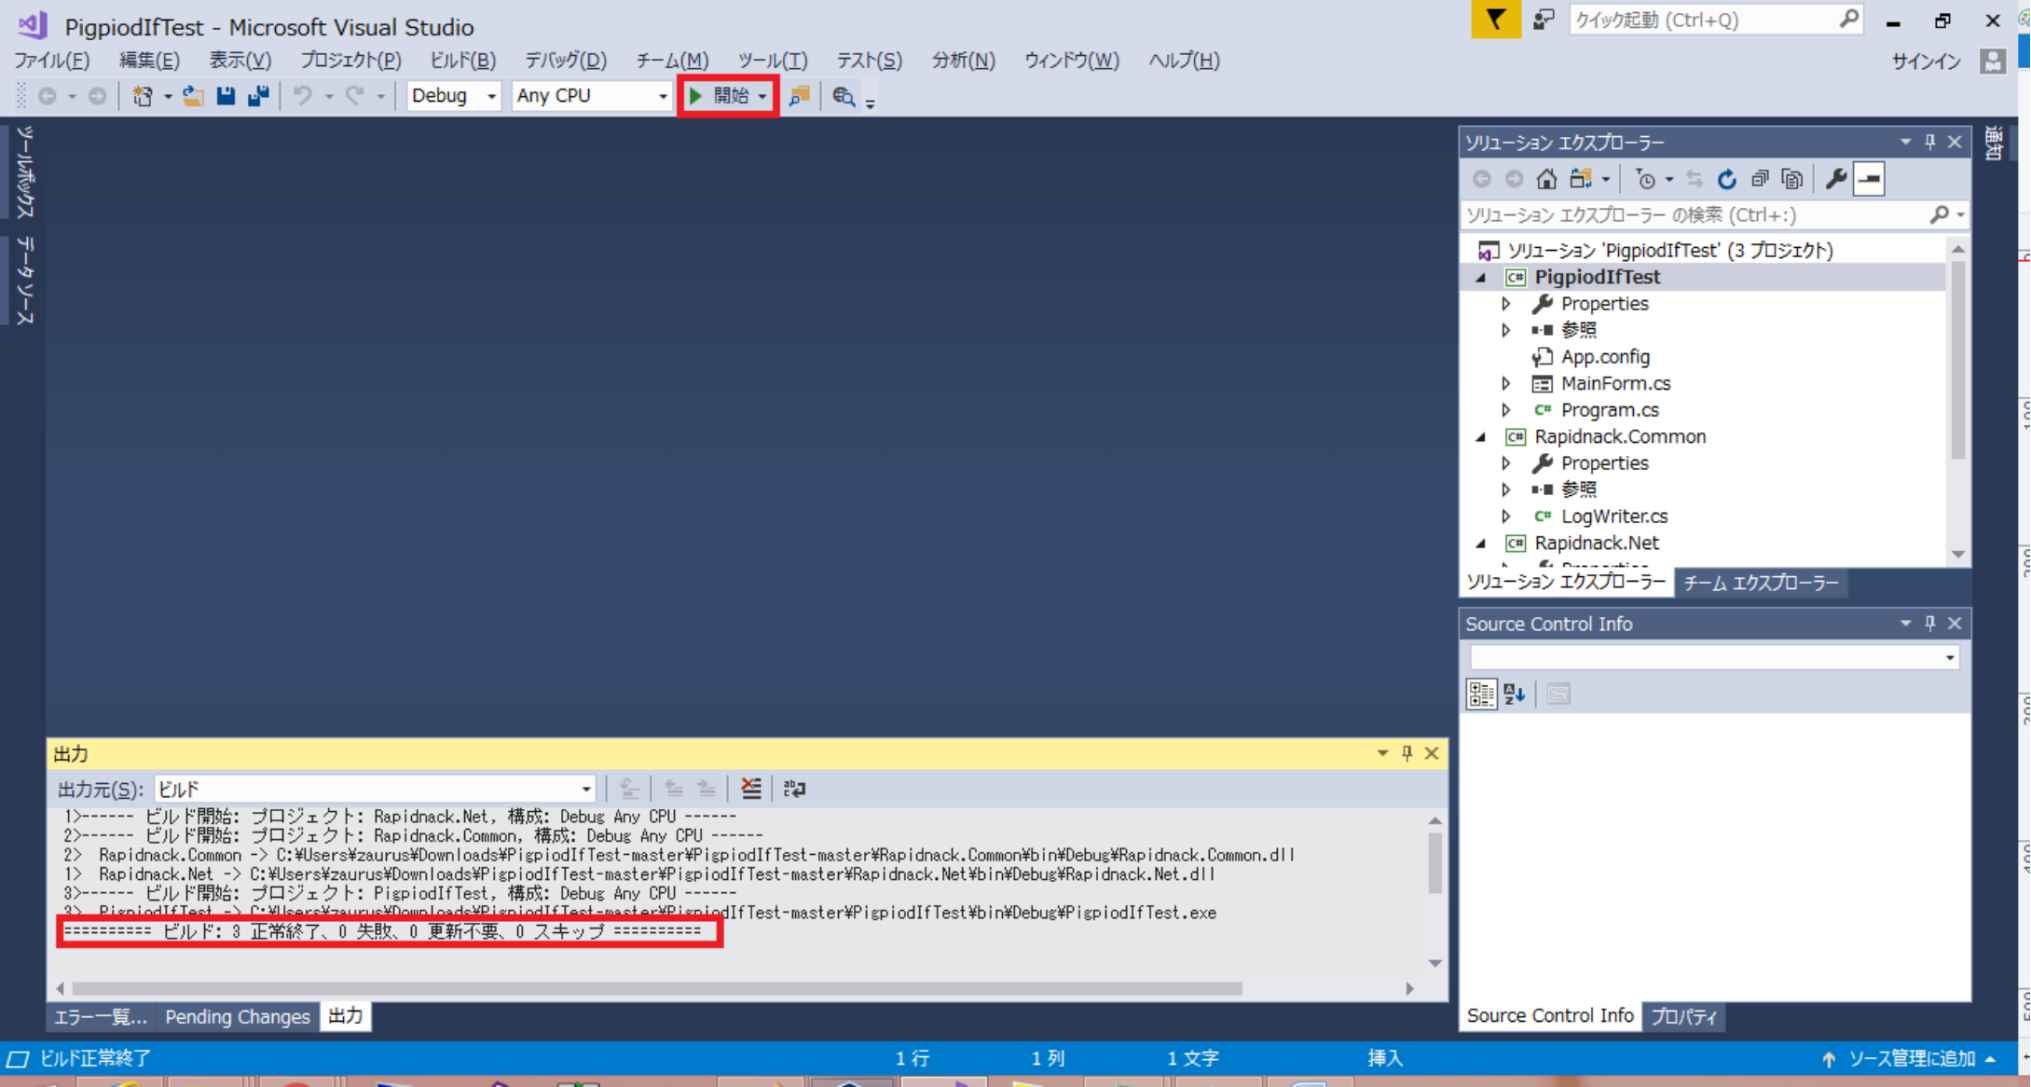 PigpiodIfTest - Microsoft Visual Studio
クイック起動 (Ctrl+Q)
ファイル(F) 編集(E) 表示(V) プロジェクト(P) ビルド(B) デバッグ(D) チーム(M) ツール(T) テスト(S) 分析(N) ウィンドウ(W) ヘルプ(H)
サインイン
Debug Any CPU 開始
ツールボックス
データ ソース
通知
ソリューション エクスプローラー
ソリューション エクスプローラー の検索 (Ctrl+:)
ソリューション 'PigpiodIfTest' (3 プロジェクト)
PigpiodIfTest
Properties
参照
App.config
MainForm.cs
Program.cs
Rapidnack.Common
Properties
参照
LogWriter.cs
Rapidnack.Net
Properties
ソリューション エクスプローラー チーム エクスプローラー
Source Control Info
Source Control Info プロパティ
出力
出力元(S): ビルド
1>------ ビルド開始: プロジェクト: Rapidnack.Net, 構成: Debug Any CPU ------
2>------ ビルド開始: プロジェクト: Rapidnack.Common, 構成: Debug Any CPU ------
2> Rapidnack.Common -> C:¥Users¥zaurus¥Downloads¥PigpiodIfTest-master¥PigpiodIfTest-master¥Rapidnack.Common¥bin¥Debug¥Rapidnack.Common.dll
1> Rapidnack.Net -> C:¥Users¥zaurus¥Downloads¥PigpiodIfTest-master¥PigpiodIfTest-master¥Rapidnack.Net¥bin¥Debug¥Rapidnack.Net.dll
3>------ ビルド開始: プロジェクト: PigpiodIfTest, 構成: Debug Any CPU ------
3> PigpiodIfTest -> C:¥Users¥zaurus¥Downloads¥PigpiodIfTest-master¥PigpiodIfTest-master¥PigpiodIfTest¥bin¥Debug¥PigpiodIfTest.exe
========== ビルド: 3 正常終了、0 失敗、0 更新不要、0 スキップ ==========
エラー一覧... Pending Changes 出力
ビルド正常終了 1 行 1 列 1 文字 挿入 ソース管理に追加